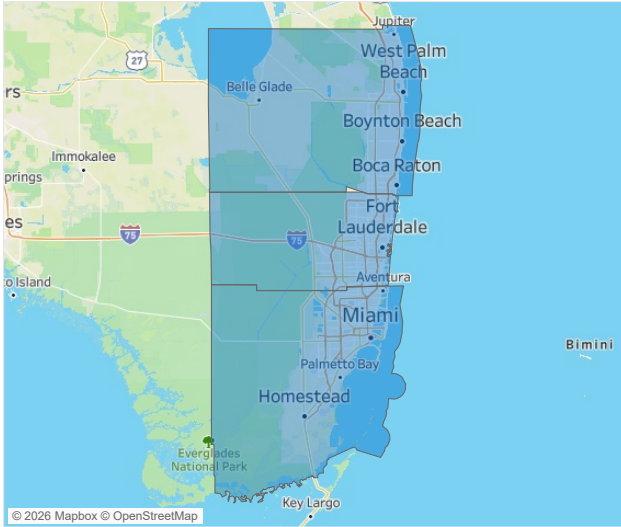 Jupiter
27
West Palm
Beach
Belle Glade
rs
Boynton Beach
Immokalee
Boca Raton
prings
Fort
Lauderdale
es
75
75
Aventura
o Island
Miami
Bimini
Palmetto Bay
Homestead
Everglades
National Park
Key Largo
© 2026 Mapbox © OpenStreetMap